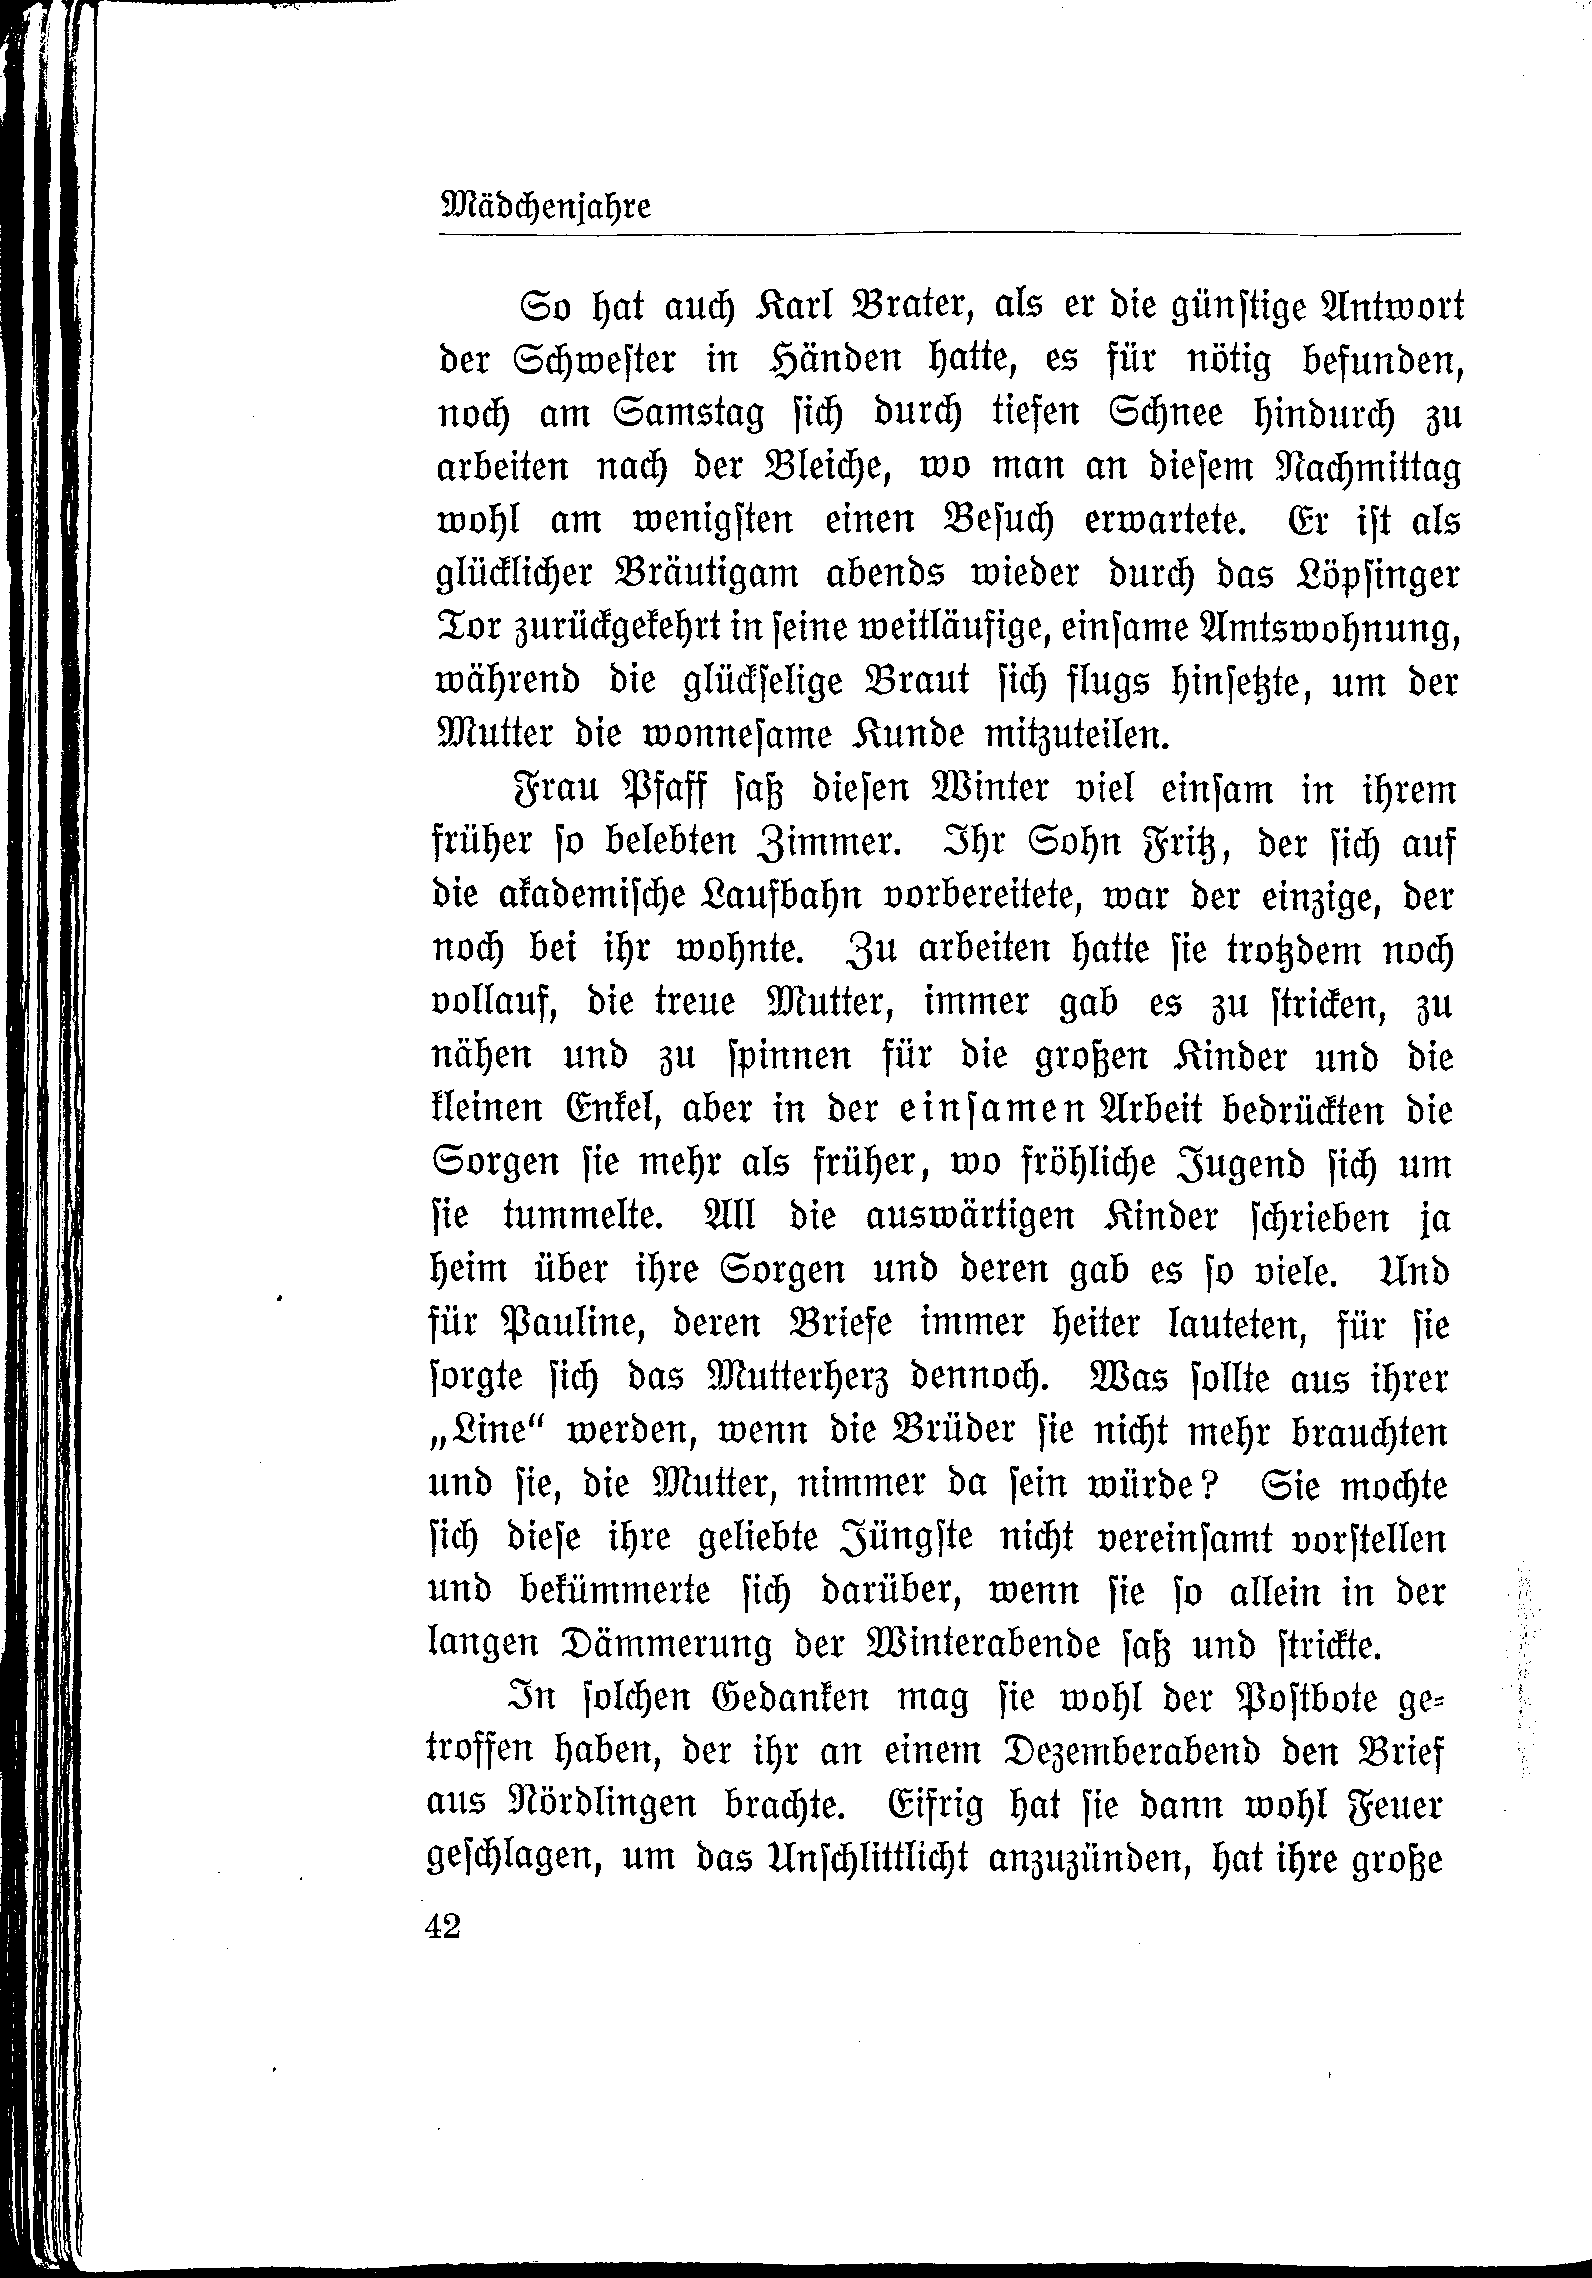 Mädchenjahre
So hat auch Karl Brater, als er die günstige Antwort
der Schwester in Händen hatte, es für nötig befunden,
noch am Samstag sich durch tiefen Schnee hindurch zu
arbeiten nach der Bleiche, wo man an diesem Nachmittag
wohl am wenigsten einen Besuch erwartete. Er ist als
glücklicher Bräutigam abends wieder durch das Löpsinger
Tor zurückgekehrt in seine weitläufige, einsame Amtswohnung,
während die glückselige Braut sich flugs hinsetzte, um der
Mutter die wonnesame Kunde mitzuteilen.
Frau Pfaff saß diesen Winter viel einsam in ihrem
früher so belebten Zimmer. Ihr Sohn Fritz, der sich auf
die akademische Laufbahn vorbereitete, war der einzige, der
noch bei ihr wohnte. Zu arbeiten hatte sie trotzdem noch
vollauf, die treue Mutter, immer gab es zu stricken, zu
nähen und zu spinnen für die großen Kinder und die
kleinen Enkel, aber in der einsamen Arbeit bedrückten die
Sorgen sie mehr als früher, wo fröhliche Jugend sich um
sie tummelte. All die auswärtigen Kinder schrieben ja
heim über ihre Sorgen und deren gab es so viele. Und
für Pauline, deren Briefe immer heiter lauteten, für sie
sorgte sich das Mutterherz dennoch. Was sollte aus ihrer
„Line“ werden, wenn die Brüder sie nicht mehr brauchten
und sie, die Mutter, nimmer da sein würde? Sie mochte
sich diese ihre geliebte Jüngste nicht vereinsamt vorstellen
und bekümmerte sich darüber, wenn sie so allein in der
langen Dämmerung der Winterabende saß und strickte.
In solchen Gedanken mag sie wohl der Postbote ge-
troffen haben, der ihr an einem Dezemberabend den Brief
aus Nördlingen brachte. Eifrig hat sie dann wohl Feuer
geschlagen, um das Unschlittlicht anzuzünden, hat ihre große
42